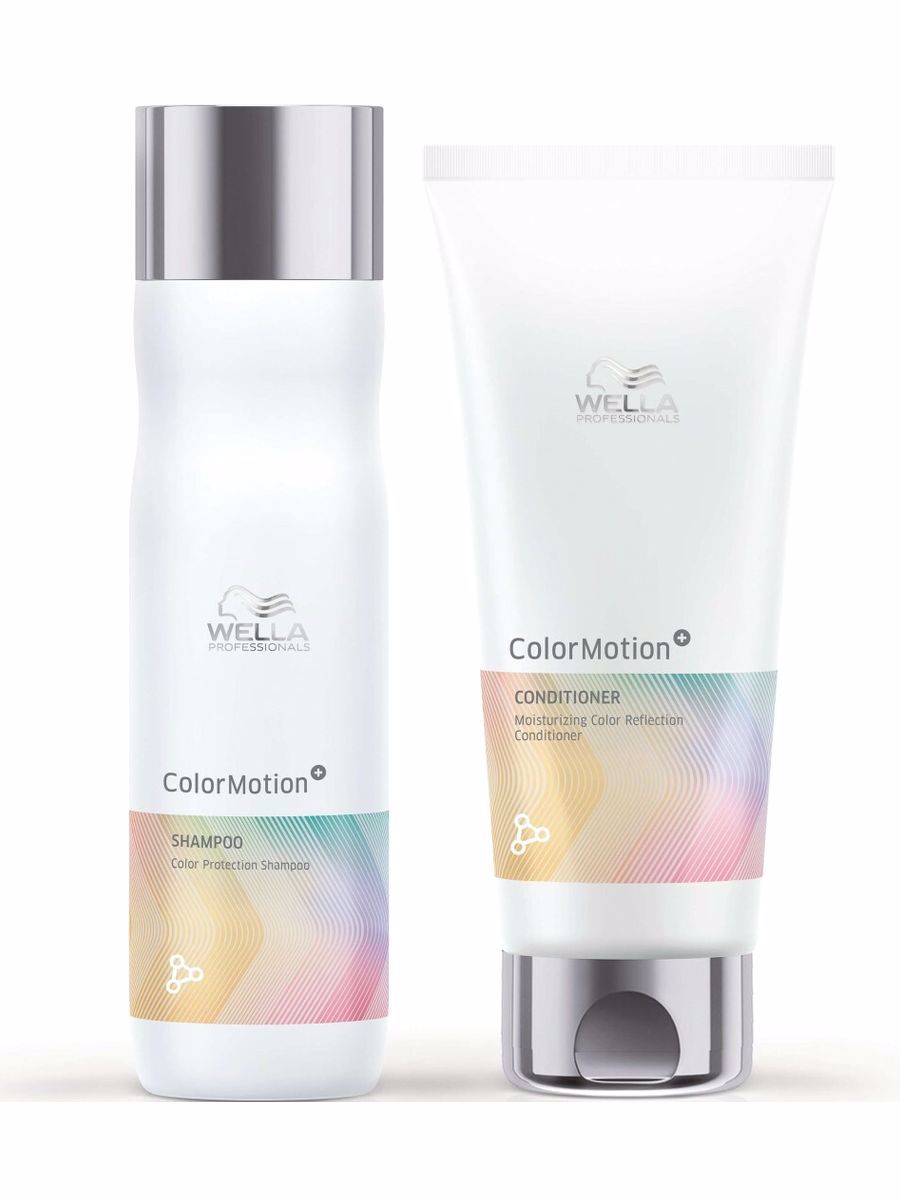 WELLA
PROFESSIONALS
ColorMotion+
SHAMPOO
Color Protection Shampoo
WELLA
PROFESSIONALS
ColorMotion+
CONDITIONER
Moisturizing Color Reflection
Conditioner